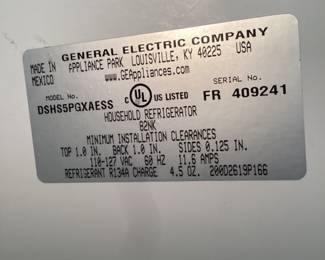 GENERAL ELECTRIC COMPANY
MADE IN MEXICO APPLIANCE PARK LOUISVILLE, KY 40225 USA
www.GEAppliances.com
MODEL No. SERIAL No.
DSHS5PGXAESS C UL US LISTED FR 409241
HOUSEHOLD REFRIGERATOR
82NK
MINIMUM INSTALLATION CLEARANCES
TOP 1.0 IN. BACK 1.0 IN. SIDES 0.125 IN.
110-127 VAC 60 HZ 11.6 AMPS
REFRIGERANT R134A CHARGE 4.5 OZ. 200D2619P166